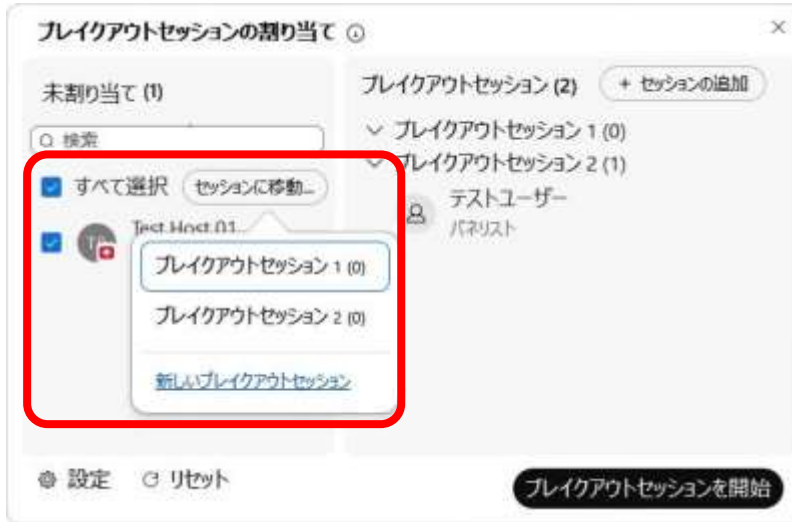 ブレイクアウトセッションの割り当て
未割り当て (1)
検索
すべて選択 セッションに移動...
Test Host 01
ブレイクアウトセッション 1 (0)
ブレイクアウトセッション 2 (0)
新しいブレイクアウトセッション
ブレイクアウトセッション (2) + セッションの追加
ブレイクアウトセッション 1 (0)
ブレイクアウトセッション 2 (1)
テストユーザー
パネリスト
設定 リセット
ブレイクアウトセッションを開始